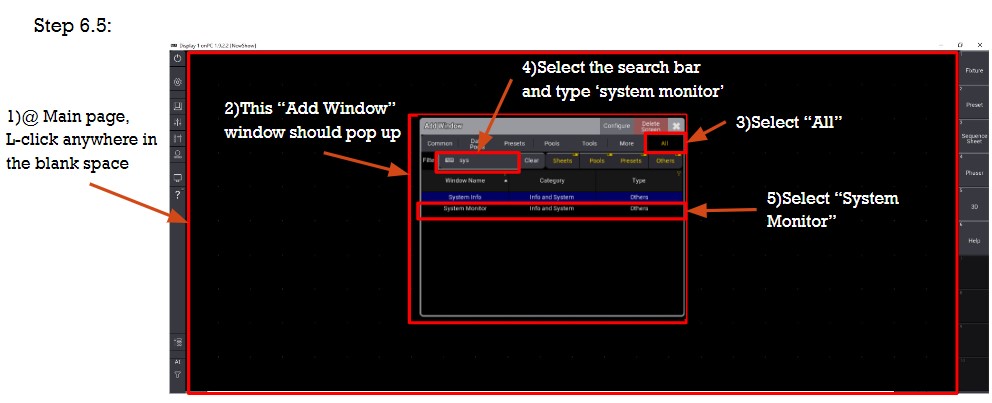 Step 6.5:
Display 1 onPC 1.9.2.2 [NewShow]
1)@ Main page,
L-click anywhere in
the blank space
2)This “Add Window”
window should pop up
4)Select the search bar
and type ‘system monitor’
3)Select “All”
5)Select “System
Monitor”
Add Window
Configure
Delete
Screen
Common
Data
Pools
Presets
Pools
Tools
More
All
Filter
sys
Clear
Sheets
Pools
Presets
Others
Window Name
Category
Type
System Info
Info and System
Others
System Monitor
Info and System
Others
Fixture
Preset
Sequence
Sheet
Phaser
3D
Help
?